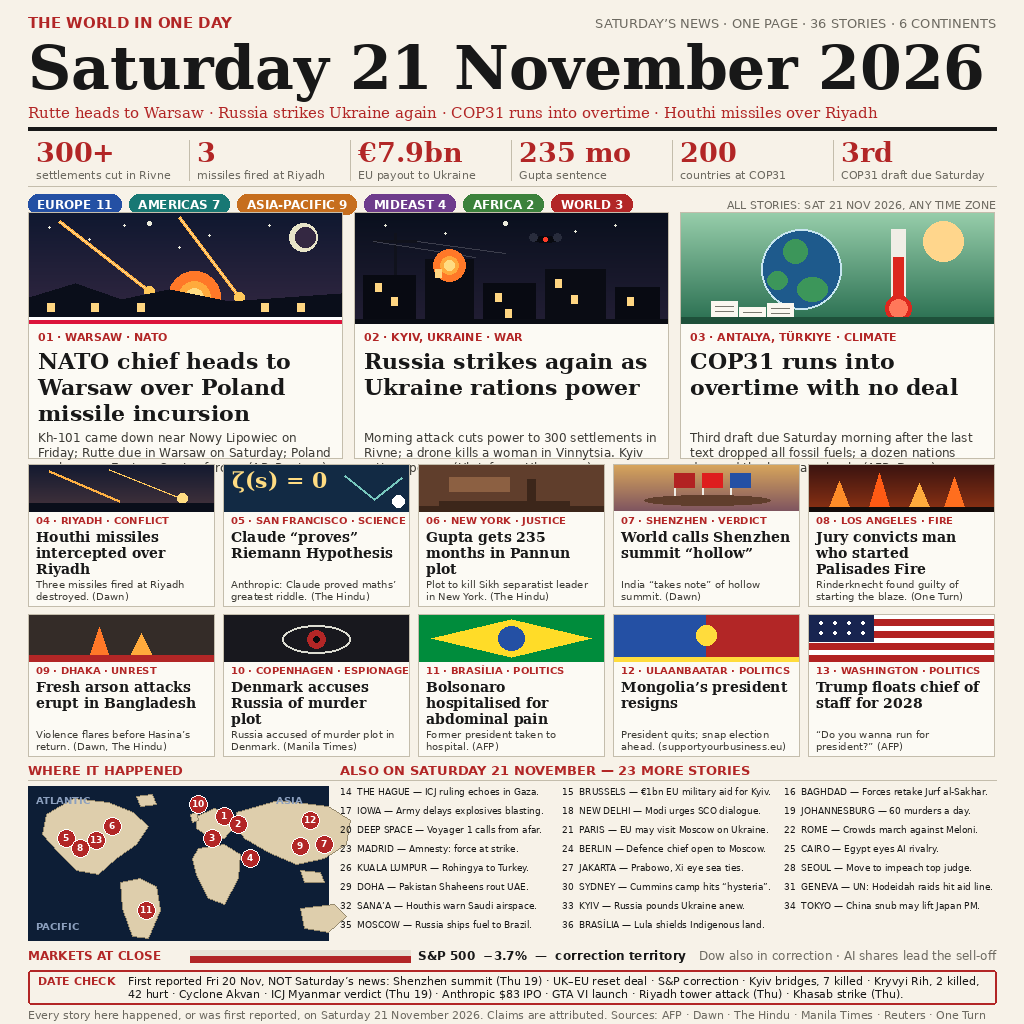 THE WORLD IN ONE DAY
SATURDAY'S NEWS · ONE PAGE · 36 STORIES · 6 CONTINENTS
Saturday 21 November 2026
Rutte heads to Warsaw · Russia strikes Ukraine again · COP31 runs into overtime · Houthi missiles over Riyadh
300+
settlements cut in Rivne
3
missiles fired at Riyadh
€7.9bn
EU payout to Ukraine
235 mo
Gupta sentence
200
countries at COP31
3rd
COP31 draft due Saturday
EUROPE 11
AMERICAS 7
ASIA-PACIFIC 9
MIDEAST 4
AFRICA 2
WORLD 3
ALL STORIES: SAT 21 NOV 2026, ANY TIME ZONE
01 · WARSAW · NATO
NATO chief heads to
Warsaw over Poland
missile incursion
Kh-101 came down near Nowy Lipowiec on
Friday; Rutte due in Warsaw on Saturday; Poland
02 · KYIV, UKRAINE · WAR
Russia strikes again as
Ukraine rations power
Morning attack cuts power to 300 settlements in
Rivne; a drone kills a woman in Vinnytsia. Kyiv
03 · ANTALYA, TÜRKIYE · CLIMATE
COP31 runs into
overtime with no deal
Third draft due Saturday morning after the last
text dropped all fossil fuels; a dozen nations
04 · RIYADH · CONFLICT
Houthi missiles
intercepted over
Riyadh
Three missiles fired at Riyadh
destroyed. (Dawn)
ζ(s) = 0
05 · SAN FRANCISCO · SCIENCE
Claude “proves”
Riemann Hypothesis
Anthropic: Claude proved maths’
greatest riddle. (The Hindu)
06 · NEW YORK · JUSTICE
Gupta gets 235
months in Pannun
plot
Plot to kill Sikh separatist leader
in New York. (The Hindu)
07 · SHENZHEN · VERDICT
World calls Shenzhen
summit “hollow”
India “takes note” of hollow
summit. (Dawn)
08 · LOS ANGELES · FIRE
Jury convicts man
who started
Palisades Fire
Rinderknecht found guilty of
starting the blaze. (One Turn)
09 · DHAKA · UNREST
Fresh arson attacks
erupt in Bangladesh
Violence flares before Hasina’s
return. (Dawn, The Hindu)
10 · COPENHAGEN · ESPIONAGE
Denmark accuses
Russia of murder
plot
Russia accused of murder plot in
Denmark. (Manila Times)
11 · BRASÍLIA · POLITICS
Bolsonaro
hospitalised for
abdominal pain
Former president taken to
hospital. (AFP)
12 · ULAANBAATAR · POLITICS
Mongolia’s president
resigns
President quits; snap election
ahead. (supportyourbusiness.eu)
13 · WASHINGTON · POLITICS
Trump floats chief of
staff for 2028
“Do you wanna run for
president?” (AFP)
WHERE IT HAPPENED
ATLANTIC
ASIA
PACIFIC
10
1
2
12
6
5
13
8
3
9
7
4
11
ALSO ON SATURDAY 21 NOVEMBER — 23 MORE STORIES
14 THE HAGUE — ICJ ruling echoes in Gaza.
15 BRUSSELS — €1bn EU military aid for Kyiv.
16 BAGHDAD — Forces retake Jurf al-Sakhar.
17 IOWA — Army delays explosives blasting.
18 NEW DELHI — Modi urges SCO dialogue.
19 JOHANNESBURG — 60 murders a day.
20 DEEP SPACE — Voyager 1 calls from afar.
21 PARIS — EU may visit Moscow on Ukraine.
22 ROME — Crowds march against Meloni.
23 MADRID — Amnesty: force at strike.
24 BERLIN — Defence chief open to Moscow.
25 CAIRO — Egypt eyes AI rivalry.
26 KUALA LUMPUR — Rohingya to Turkey.
27 JAKARTA — Prabowo, Xi eye sea ties.
28 SEOUL — Move to impeach top judge.
29 DOHA — Pakistan Shaheens rout UAE.
30 SYDNEY — Cummins camp hits “hysteria”.
31 GENEVA — UN: Hodeidah raids hit aid line.
32 SANA’A — Houthis warn Saudi airspace.
33 KYIV — Russia pounds Ukraine anew.
34 TOKYO — China snub may lift Japan PM.
35 MOSCOW — Russia ships fuel to Brazil.
36 BRASÍLIA — Lula shields Indigenous land.
MARKETS AT CLOSE
S&P 500 −3.7% — correction territory
Dow also in correction · AI shares lead the sell-off
DATE CHECK
First reported Fri 20 Nov, NOT Saturday’s news: Shenzhen summit (Thu 19) · UK–EU reset deal · S&P correction · Kyiv bridges, 7 killed · Kryvyi Rih, 2 killed,
42 hurt · Cyclone Akvan · ICJ Myanmar verdict (Thu 19) · Anthropic $83 IPO · GTA VI launch · Riyadh tower attack (Thu) · Khasab strike (Thu).
Every story here happened, or was first reported, on Saturday 21 November 2026. Claims are attributed. Sources: AFP · Dawn · The Hindu · Manila Times · Reuters · One Turn